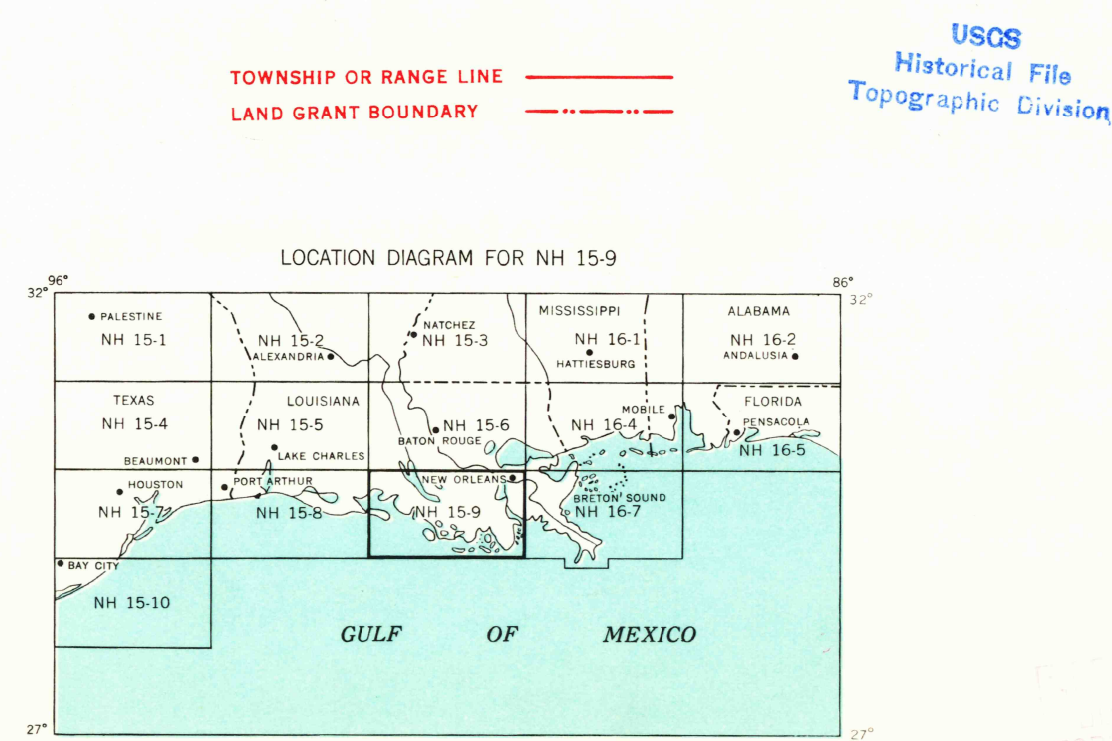 USGS
Historical File
Topographic Division
TOWNSHIP OR RANGE LINE
LAND GRANT BOUNDARY
LOCATION DIAGRAM FOR NH 15-9
96°
86°
32°
32°
PALESTINE
NH 15-1
NH 15-2
ALEXANDRIA
NATCHEZ
NH 15-3
MISSISSIPPI
NH 16-1
HATTIESBURG
ALABAMA
NH 16-2
ANDALUSIA
TEXAS
NH 15-4
BEAUMONT
LOUISIANA
NH 15-5
LAKE CHARLES
NH 15-6
BATON ROUGE
MOBILE
NH 16-4
FLORIDA
PENSACOLA
NH 16-5
HOUSTON
NH 15-7
PORT ARTHUR
NH 15-8
NEW ORLEANS
NH 15-9
BRETON SOUND
NH 16-7
BAY CITY
NH 15-10
GULF OF MEXICO
27°
27°